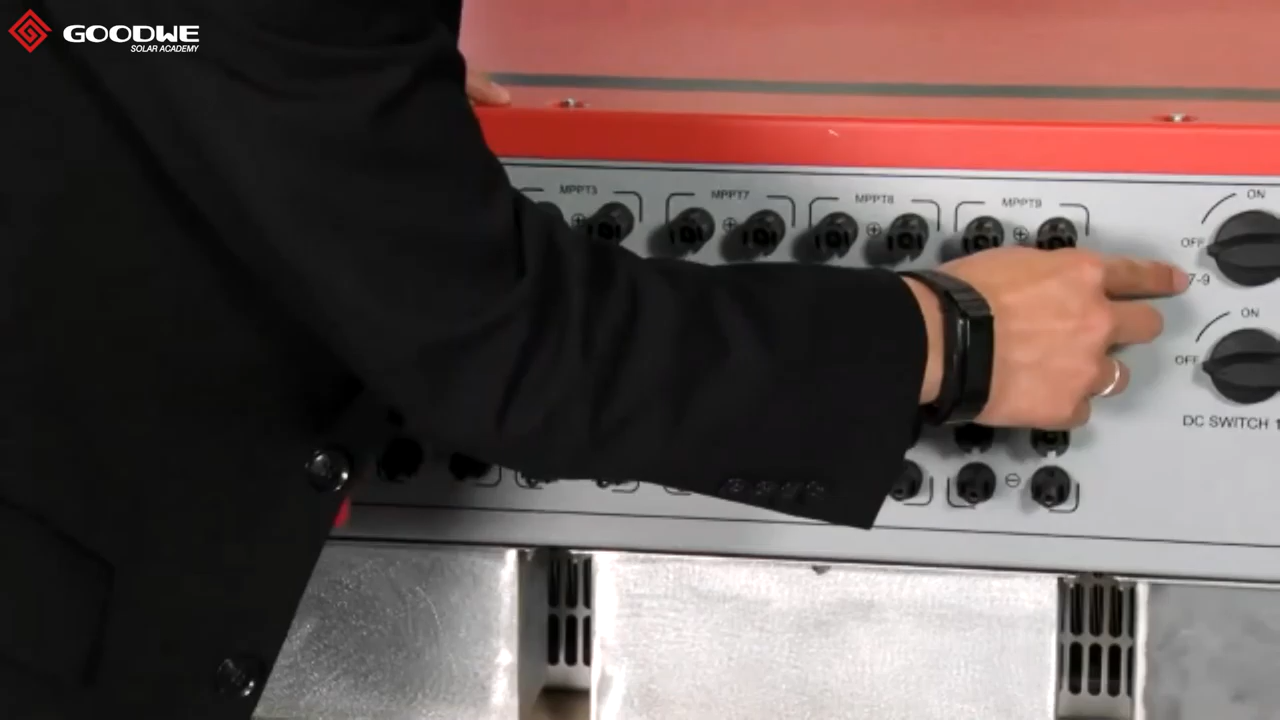 GOODWE
SOLAR ACADEMY
MPPT3
MPPT7
MPPT8
MPPT9
ON
OFF
7-9
ON
OFF
DC SWITCH 1